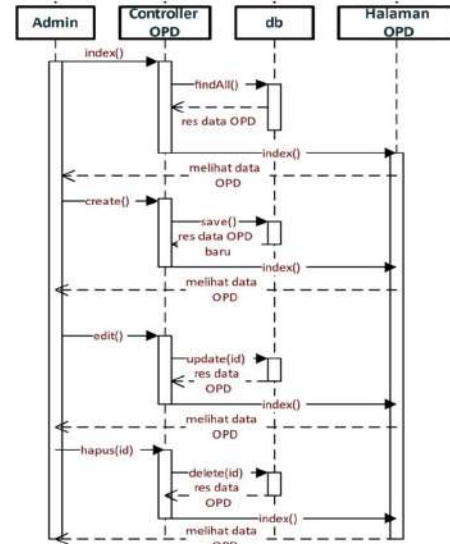 Admin
Controller
OPD
db
Halaman
OPD
index()
findAll()
res data OPD
index()
melihat data
OPD
create()
save()
res data OPD
baru
index()
melihat data
OPD
edit()
update(id)
res data
OPD
index()
melihat data
OPD
hapus(id)
delete(id)
res data
OPD
index()
melihat data
OPD